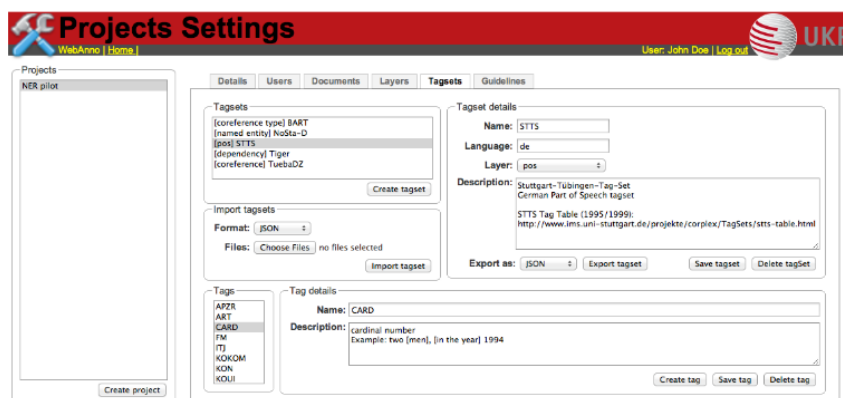 Projects Settings
WebAnno | Home |
User: John Doe | Log out
UKP
Projects
NER pilot
Create project
Details Users Documents Layers Tagsets Guidelines
Tagsets
[coreference type] BART
[named entity] NoSta-D
[pos] STTS
[dependency] Tiger
[coreference] TuebaDZ
Create tagset
Import tagsets
Format: JSON
Files: Choose Files no files selected
Import tagset
Tagset details
Name: STTS
Language: de
Layer: pos
Description: Stuttgart-Tübingen-Tag-Set
German Part of Speech tagset
STTS Tag Table (1995/1999):
http://www.ims.uni-stuttgart.de/projekte/corplex/TagSets/stts-table.html
Export as: JSON Export tagset Save tagset Delete tagSet
Tags
APZR
ART
CARD
FM
ITJ
KOKOM
KON
KOUI
Tag details
Name: CARD
Description: cardinal number
Example: two [men], [in the year] 1994
Create tag Save tag Delete tag